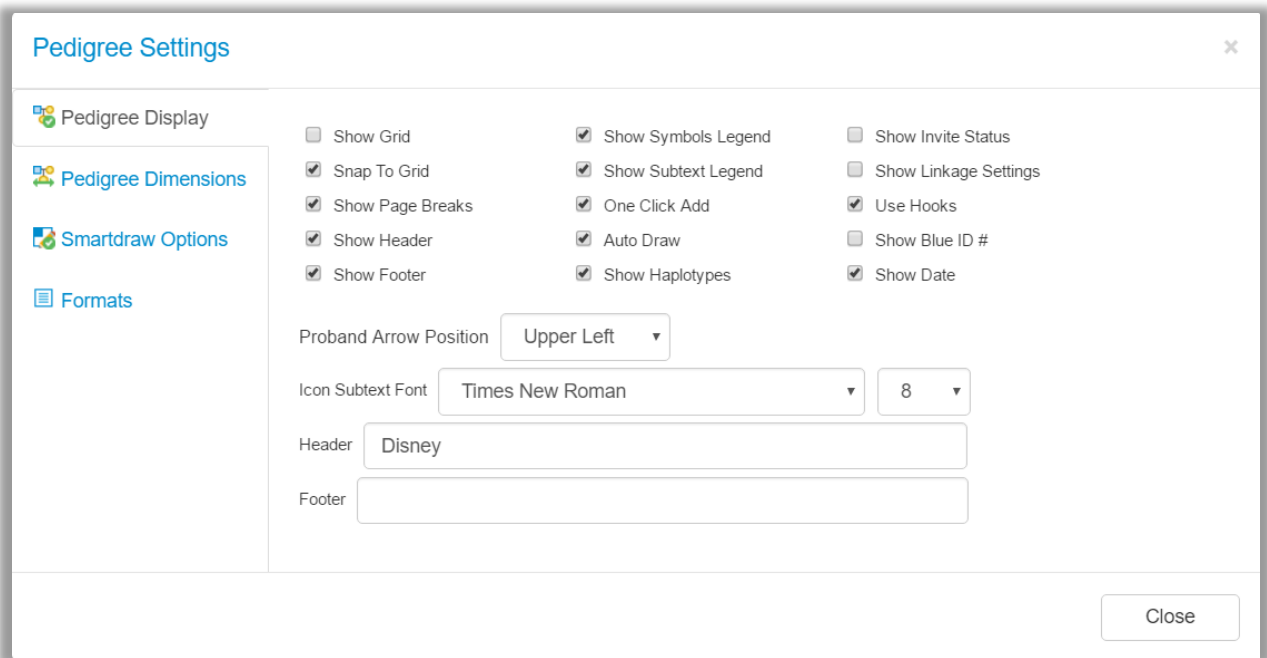 Pedigree Settings
×
Pedigree Display
Pedigree Dimensions
Smartdraw Options
Formats
Show Grid Show Symbols Legend Show Invite Status
Snap To Grid Show Subtext Legend Show Linkage Settings
Show Page Breaks One Click Add Use Hooks
Show Header Auto Draw Show Blue ID #
Show Footer Show Haplotypes Show Date
Proband Arrow Position Upper Left
Icon Subtext Font Times New Roman 8
Header Disney
Footer
Close